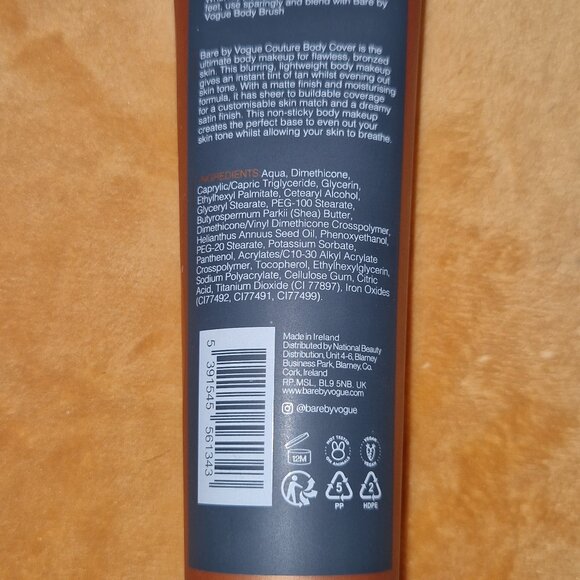 feet, use sparingly and blend with Bare by
Vogue Body Brush
Bare by Vogue Couture Body Cover is the
ultimate body makeup for flawless, bronzed
skin. This blurring, lightweight body makeup
gives an instant tint of tan whilst evening out
skin tone. With a matte finish and moisturising
formula, it has sheer to buildable coverage
for a customisable skin match and a dreamy
satin finish. This non-sticky body makeup
creates the perfect base to even out your
skin tone whilst allowing your skin to breathe.
INGREDIENTS Aqua, Dimethicone,
Caprylic/Capric Triglyceride, Glycerin,
Ethylhexyl Palmitate, Cetearyl Alcohol,
Glyceryl Stearate, PEG-100 Stearate,
Butyrospermum Parkii (Shea) Butter,
Dimethicone/Vinyl Dimethicone Crosspolymer,
Helianthus Annuus Seed Oil, Phenoxyethanol,
PEG-20 Stearate, Potassium Sorbate,
Panthenol, Acrylates/C10-30 Alkyl Acrylate
Crosspolymer, Tocopherol, Ethylhexylglycerin,
Sodium Polyacrylate, Cellulose Gum, Citric
Acid, Titanium Dioxide (CI 77897). Iron Oxides
(CI77492, CI77491, CI77499).
Made in Ireland
Distributed by National Beauty
Distribution, Unit 4-6, Blarney
Business Park, Blarney, Co.
Cork, Ireland
RP. MSL, BL9 5NB. UK
www.barebyvogue.com
@barebyvogue
5 391545 561343
12M
NOT TESTED
ON ANIMALS
VEGAN
VEGAN
5
PP
2
HDPE